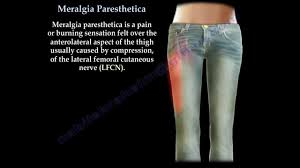 Meralgia Paresthetica
Meralgia paresthetica is a pain
or burning sensation felt over the
anterolateral aspect of the thigh
usually caused by compression,
of the lateral femoral cutaneous
nerve (LFCN).